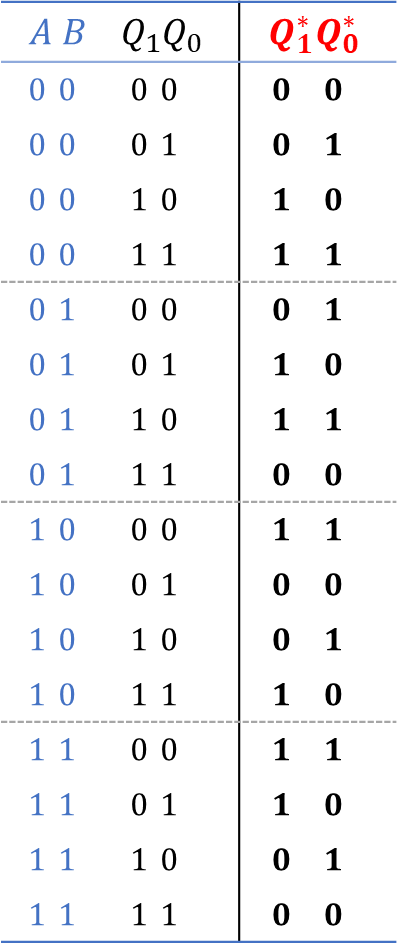 A B Q₁Q₀ Q₁*Q₀*
0 0 0 0 0 0
0 0 0 1 0 1
0 0 1 0 1 0
0 0 1 1 1 1
0 1 0 0 0 1
0 1 0 1 1 0
0 1 1 0 1 1
0 1 1 1 0 0
1 0 0 0 1 1
1 0 0 1 0 0
1 0 1 0 0 1
1 0 1 1 1 0
1 1 0 0 1 1
1 1 0 1 1 0
1 1 1 0 0 1
1 1 1 1 0 0